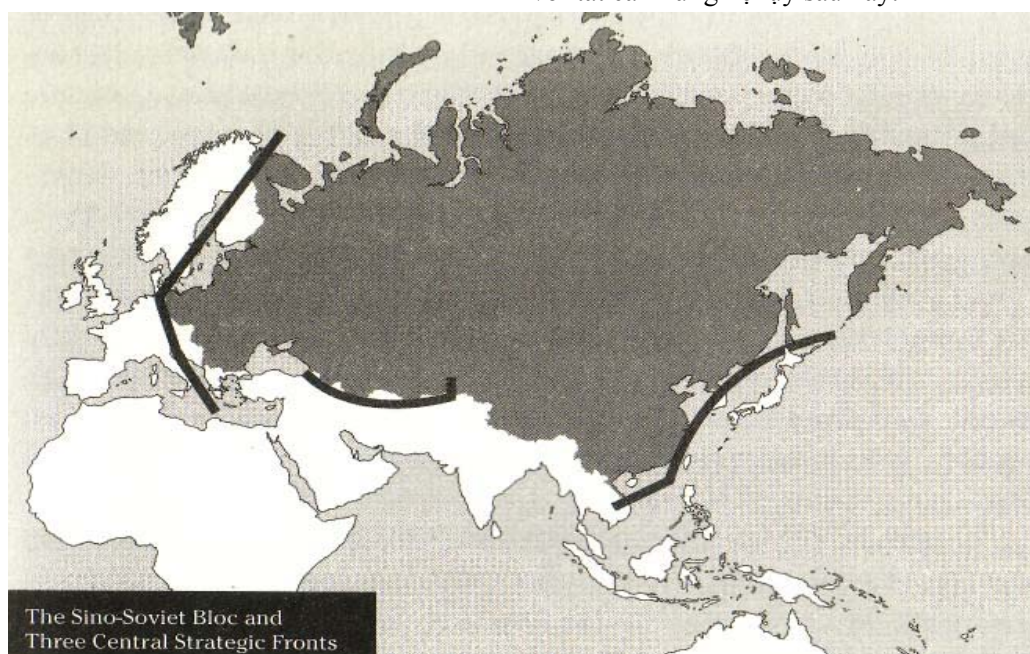 The Sino-Soviet Bloc and
Three Central Strategic Fronts